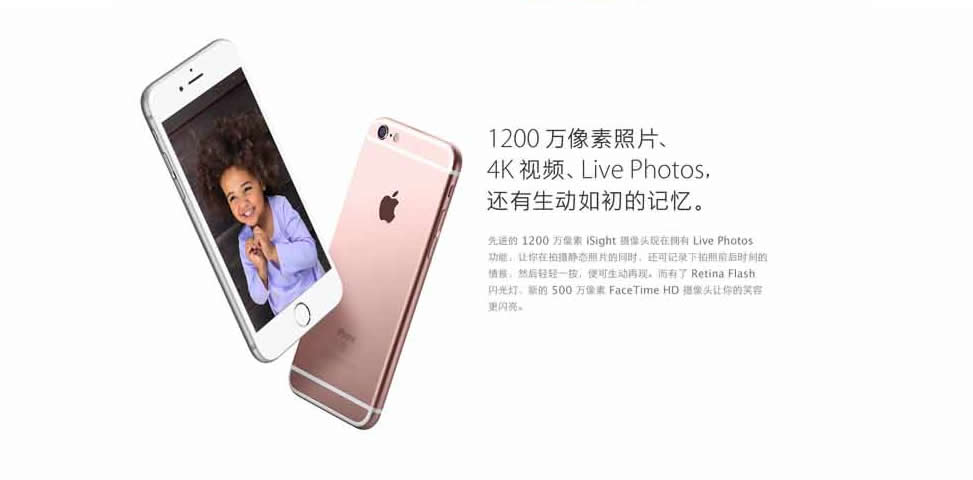 1200 万像素照片、
4K 视频、Live Photos，
还有生动如初的记忆。
先进的 1200 万像素 iSight 摄像头现在拥有 Live Photos
功能，让你在拍摄静态照片的同时，还可记录下拍照前后时间的
情景，然后轻轻一按，便可生动再现。而有了 Retina Flash
闪光灯，新的 500 万像素 FaceTime HD 摄像头让你的笑容
更闪亮。
iPhone